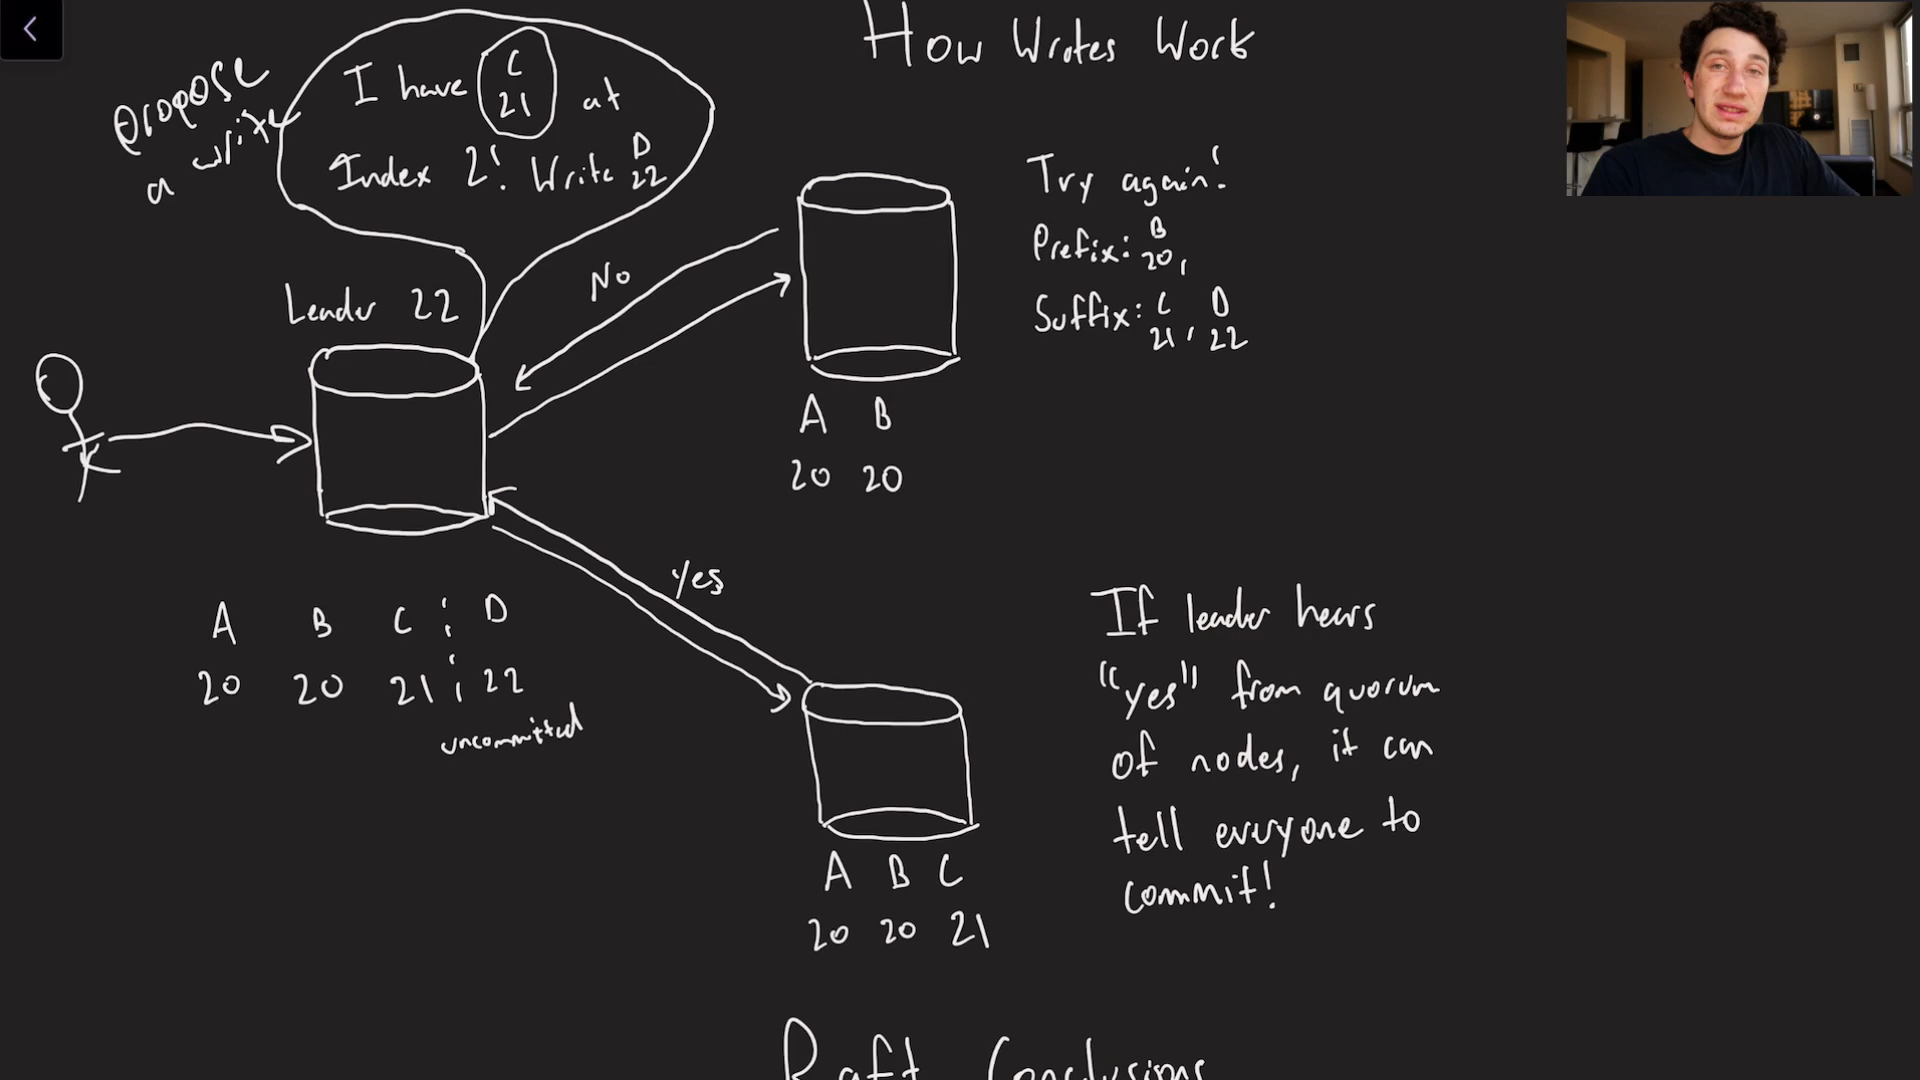 How Writes Work
Propose
a write
I have C
21 at
Index 2! Write D
22
Try again!
Prefix: B
20,
Suffix: C D
21, 22
No
Leader 22
A B
20 20
Yes
A B C D
20 20 21 22
uncommitted
If leader hears
"yes" from quorum
of nodes, it can
tell everyone to
commit!
A B C
20 20 21
Raft Conclusions